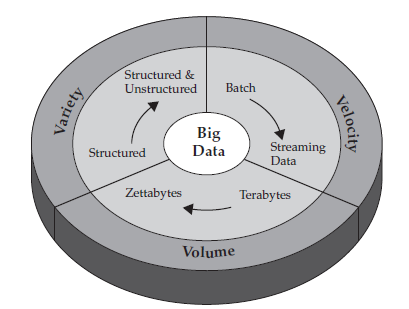 Variety
Structured &
Unstructured
Structured
Batch
Streaming
Data
Velocity
Big
Data
Zettabytes
Terabytes
Volume